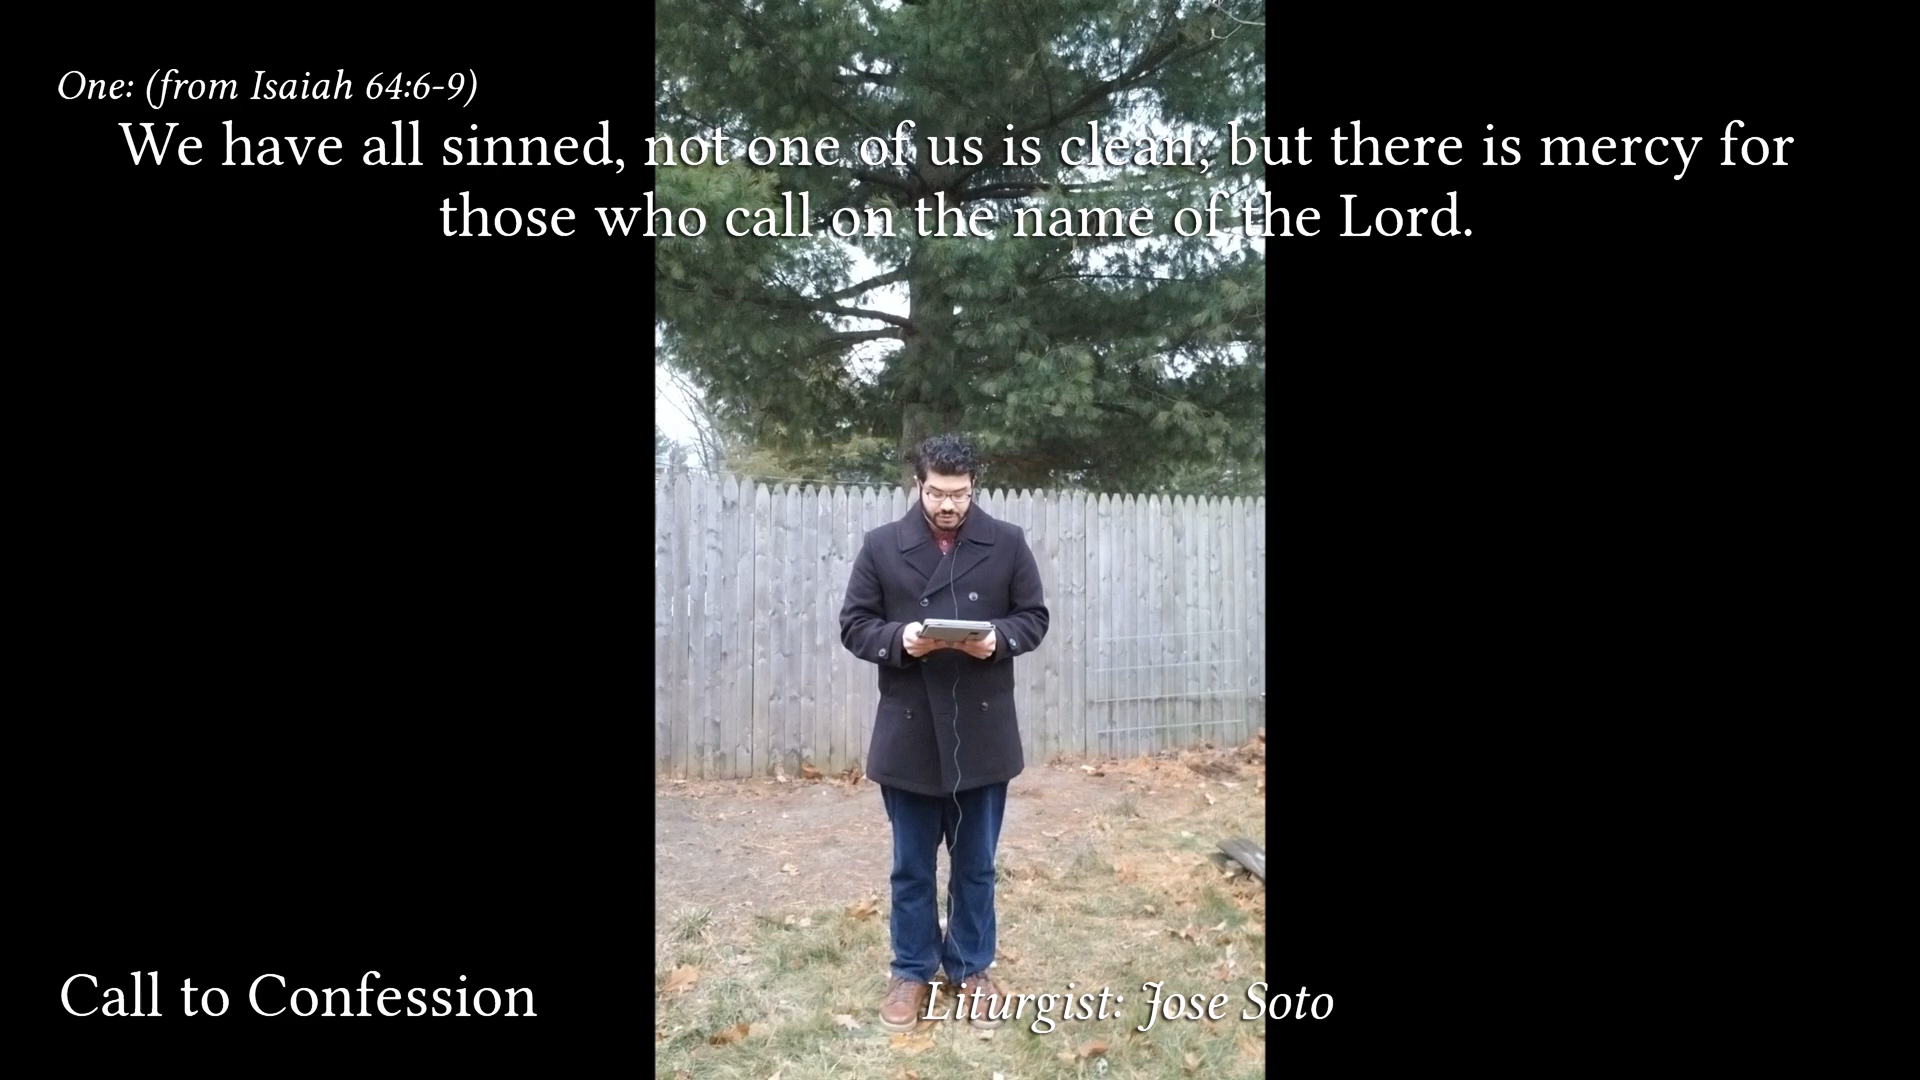 One: (from Isaiah 64:6-9)
We have all sinned, not one of us is clean; but there is mercy for
those who call on the name of the Lord.
Call to Confession
Liturgist: Jose Soto